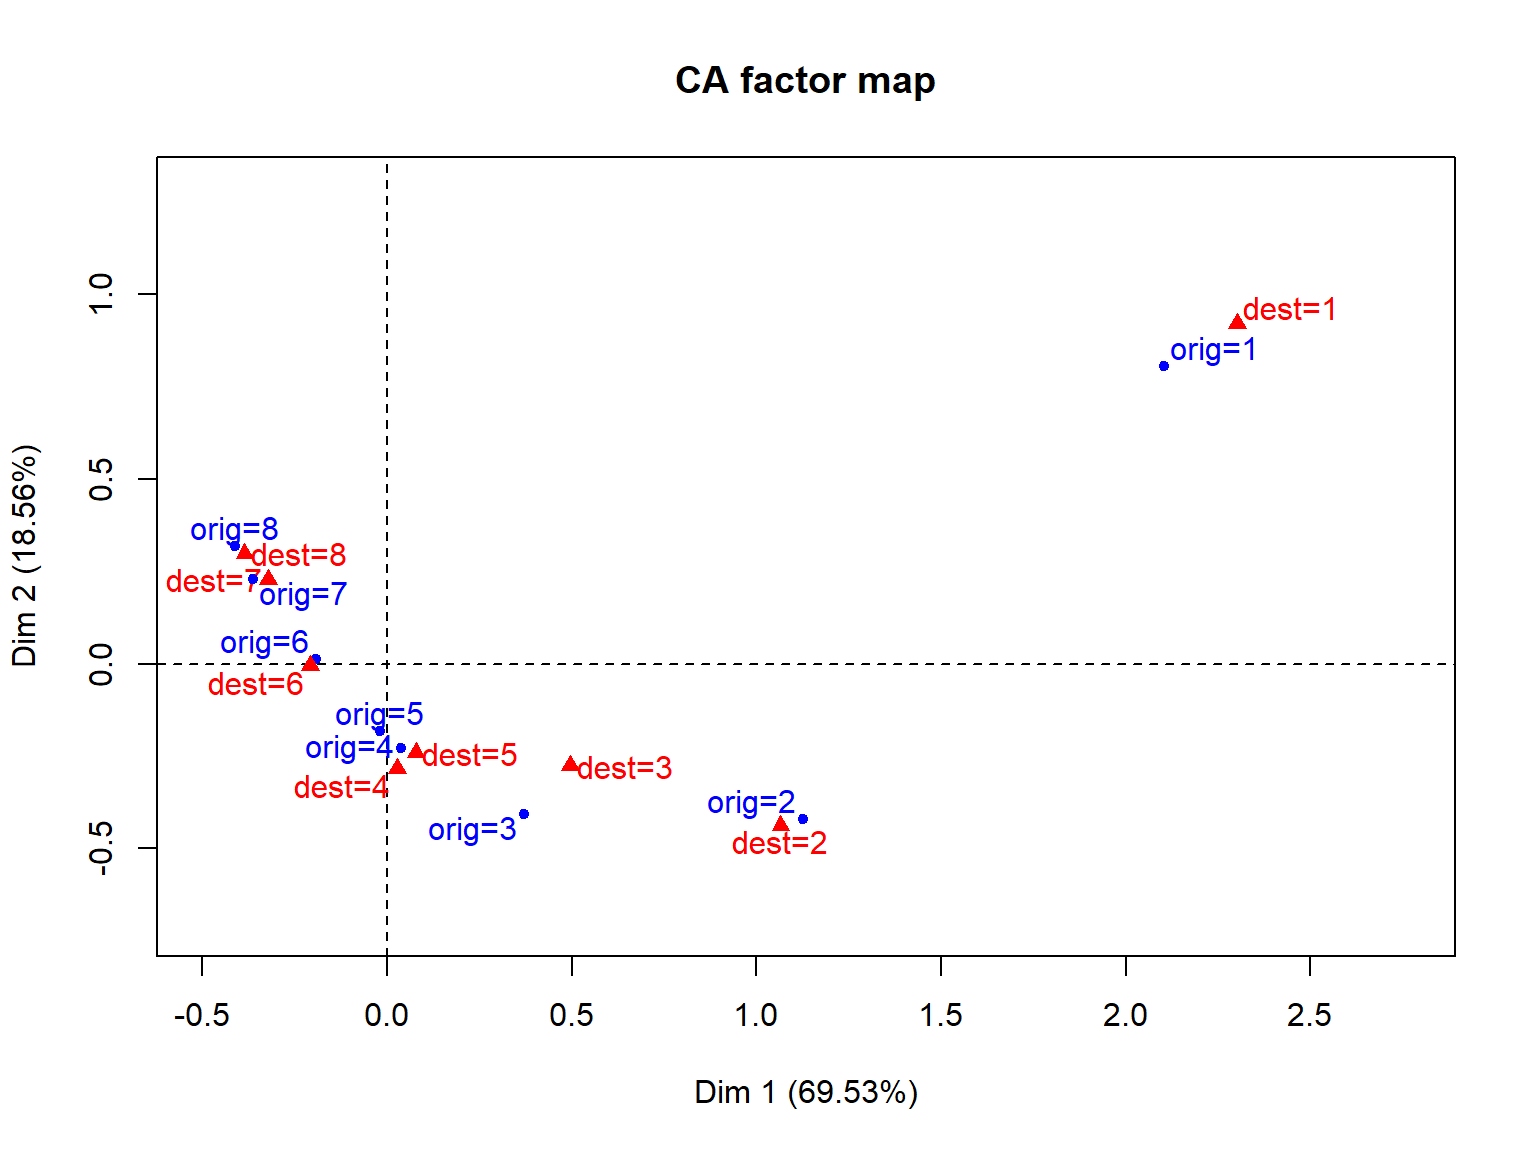 CA factor map
Dim 2 (18.56%)
1.0
0.5
0.0
-0.5
dest=1
orig=1
orig=8
dest=8
dest=7
orig=7
orig=6
dest=6
orig=5
orig=4
dest=5
dest=4
dest=3
orig=3
orig=2
dest=2
-0.5 0.0 0.5 1.0 1.5 2.0 2.5
Dim 1 (69.53%)